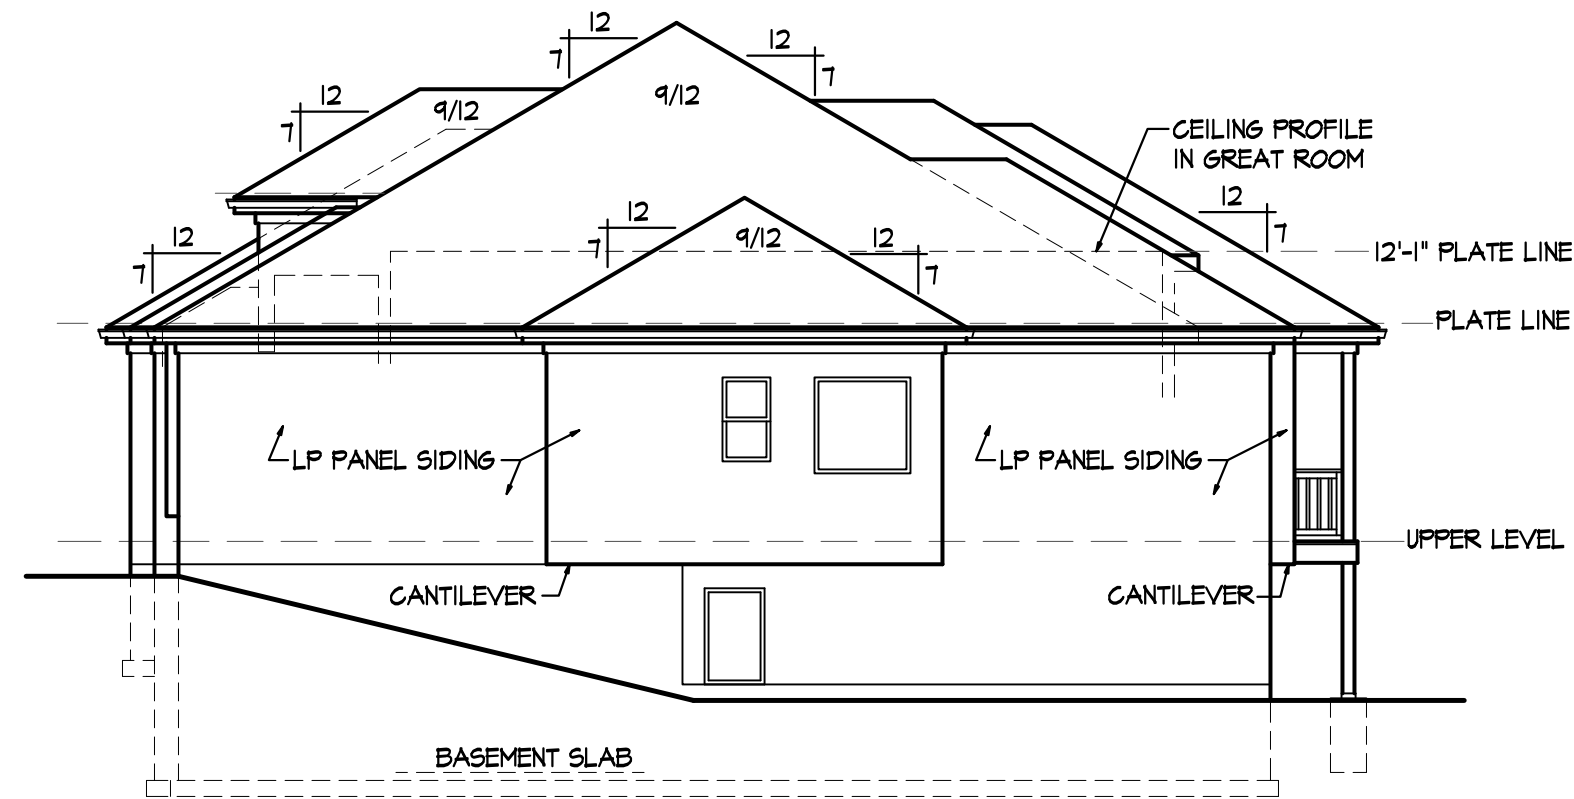 12
7
12
7
12
7
9/12
9/12
CEILING PROFILE
IN GREAT ROOM
12
7
12
7
12
7
9/12
12
7
12'-1" PLATE LINE
PLATE LINE
LP PANEL SIDING
LP PANEL SIDING
UPPER LEVEL
CANTILEVER
CANTILEVER
BASEMENT SLAB